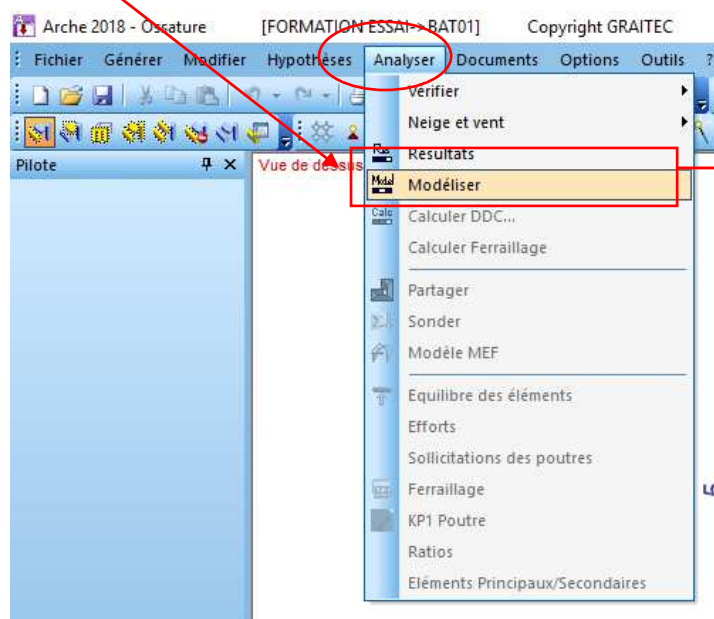 Arche 2018 - Ossature [FORMATION ESSAI->BAT01] Copyright GRAITEC
Fichier Générer Modifier Hypothèses Analyser Documents Options Outils ?
Pilote
Vue de dessus
Vérifier
Neige et vent
Résultats
Modéliser
Calculer DDC...
Calculer Ferraillage
Partager
Sonder
Modèle MEF
Equilibre des éléments
Efforts
Sollicitations des poutres
Ferraillage
KP1 Poutre
Ratios
Eléments Principaux/Secondaires